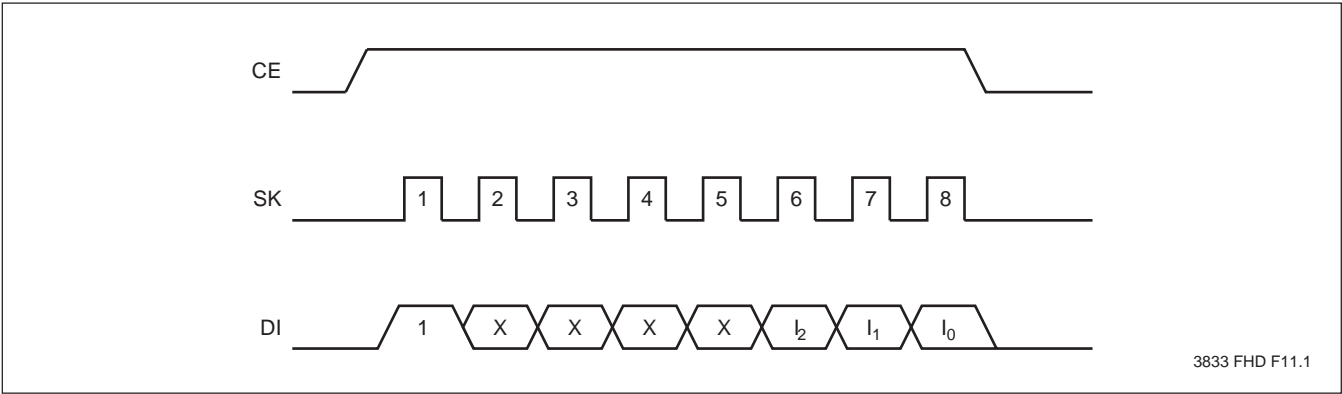 CE
SK 1 2 3 4 5 6 7 8
DI 1 X X X X I₂ I₁ I₀
3833 FHD F11.1